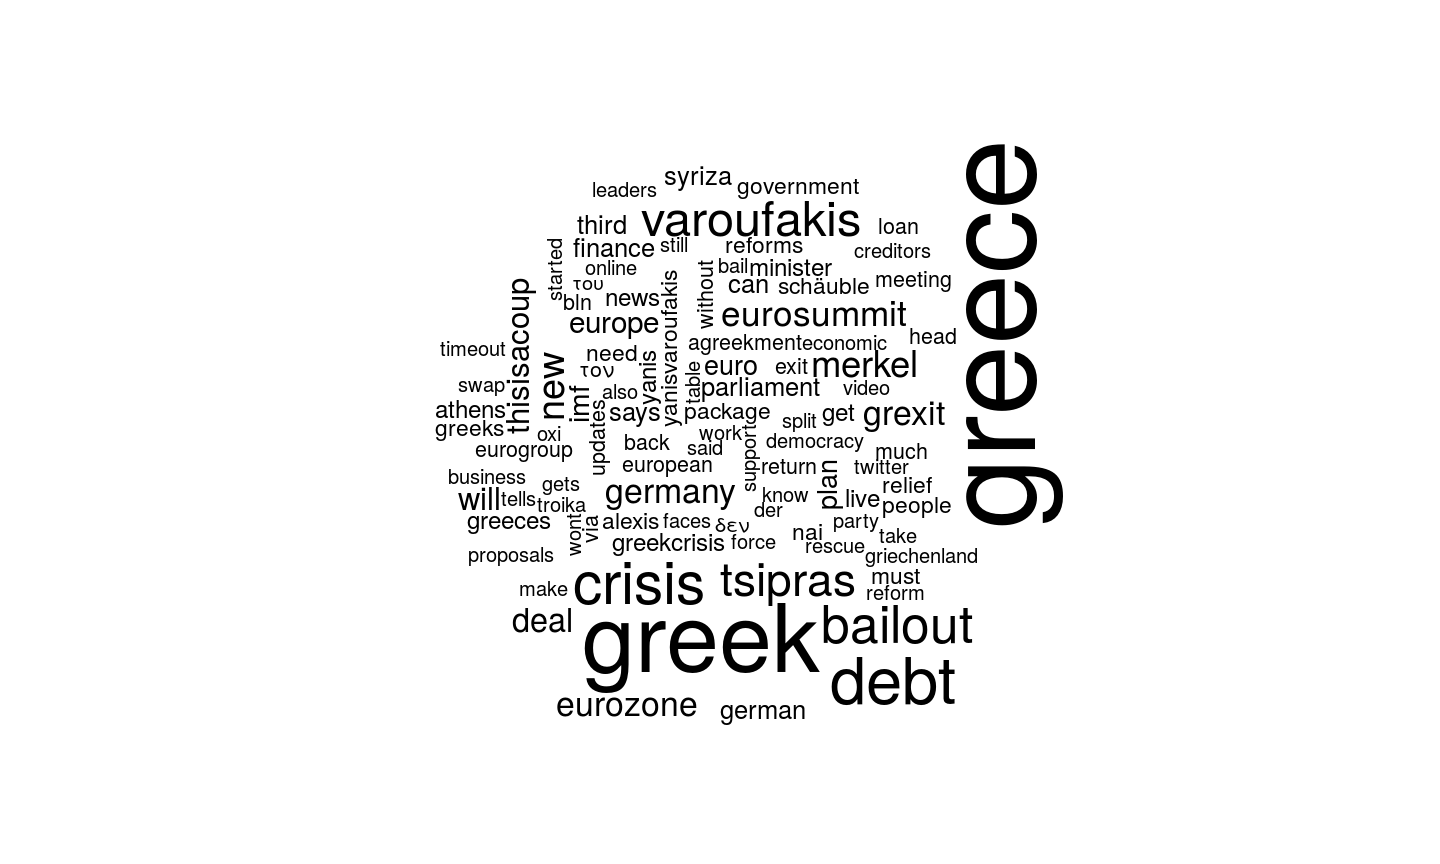 greece
syriza
leaders
government
third
varoufakis
loan
finance
still
reforms
creditors
started
online
bail
minister
του
can
schäuble
meeting
bln
news
without
thisisacoup
europe
yanisvaroufakis
eurosummit
head
timeout
agreekment
economic
need
τον
yanis
euro
exit
merkel
new
swap
imf
also
table
parliament
video
athens
says
package
split
get
grexit
greeks
oxi
updates
back
said
work
support
democracy
eurogroup
european
return
twitter
much
business
gets
germany
know
plan
live
relief
will
tells
troika
der
people
greeces
wont
via
alexis
faces
δεν
nai
party
take
greekcrisis
force
rescue
griechenland
proposals
make
crisis
tsipras
must
reform
deal
greek
bailout
debt
eurozone
german